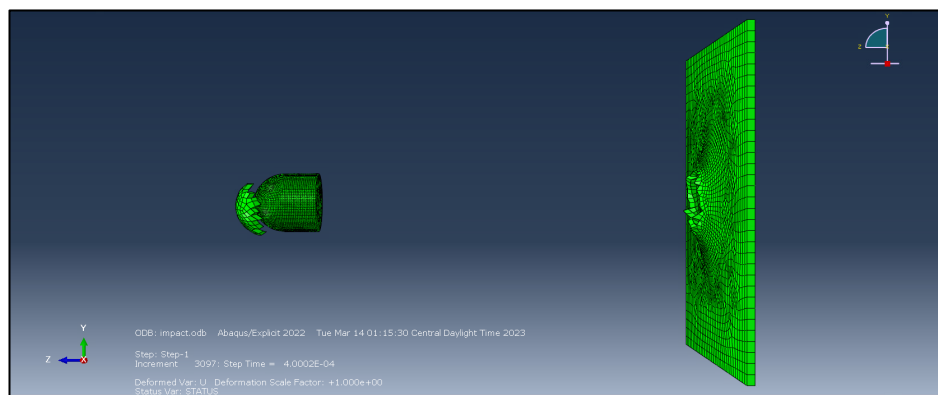 Y
Z
Y
Z
X
ODB: impact.odb Abaqus/Explicit 2022 Tue Mar 14 01:15:30 Central Daylight Time 2023
Step: Step-1
Increment 3097: Step Time = 4.0002E-04
Deformed Var: U Deformation Scale Factor: +1.000e+00
Status Var: STATUS